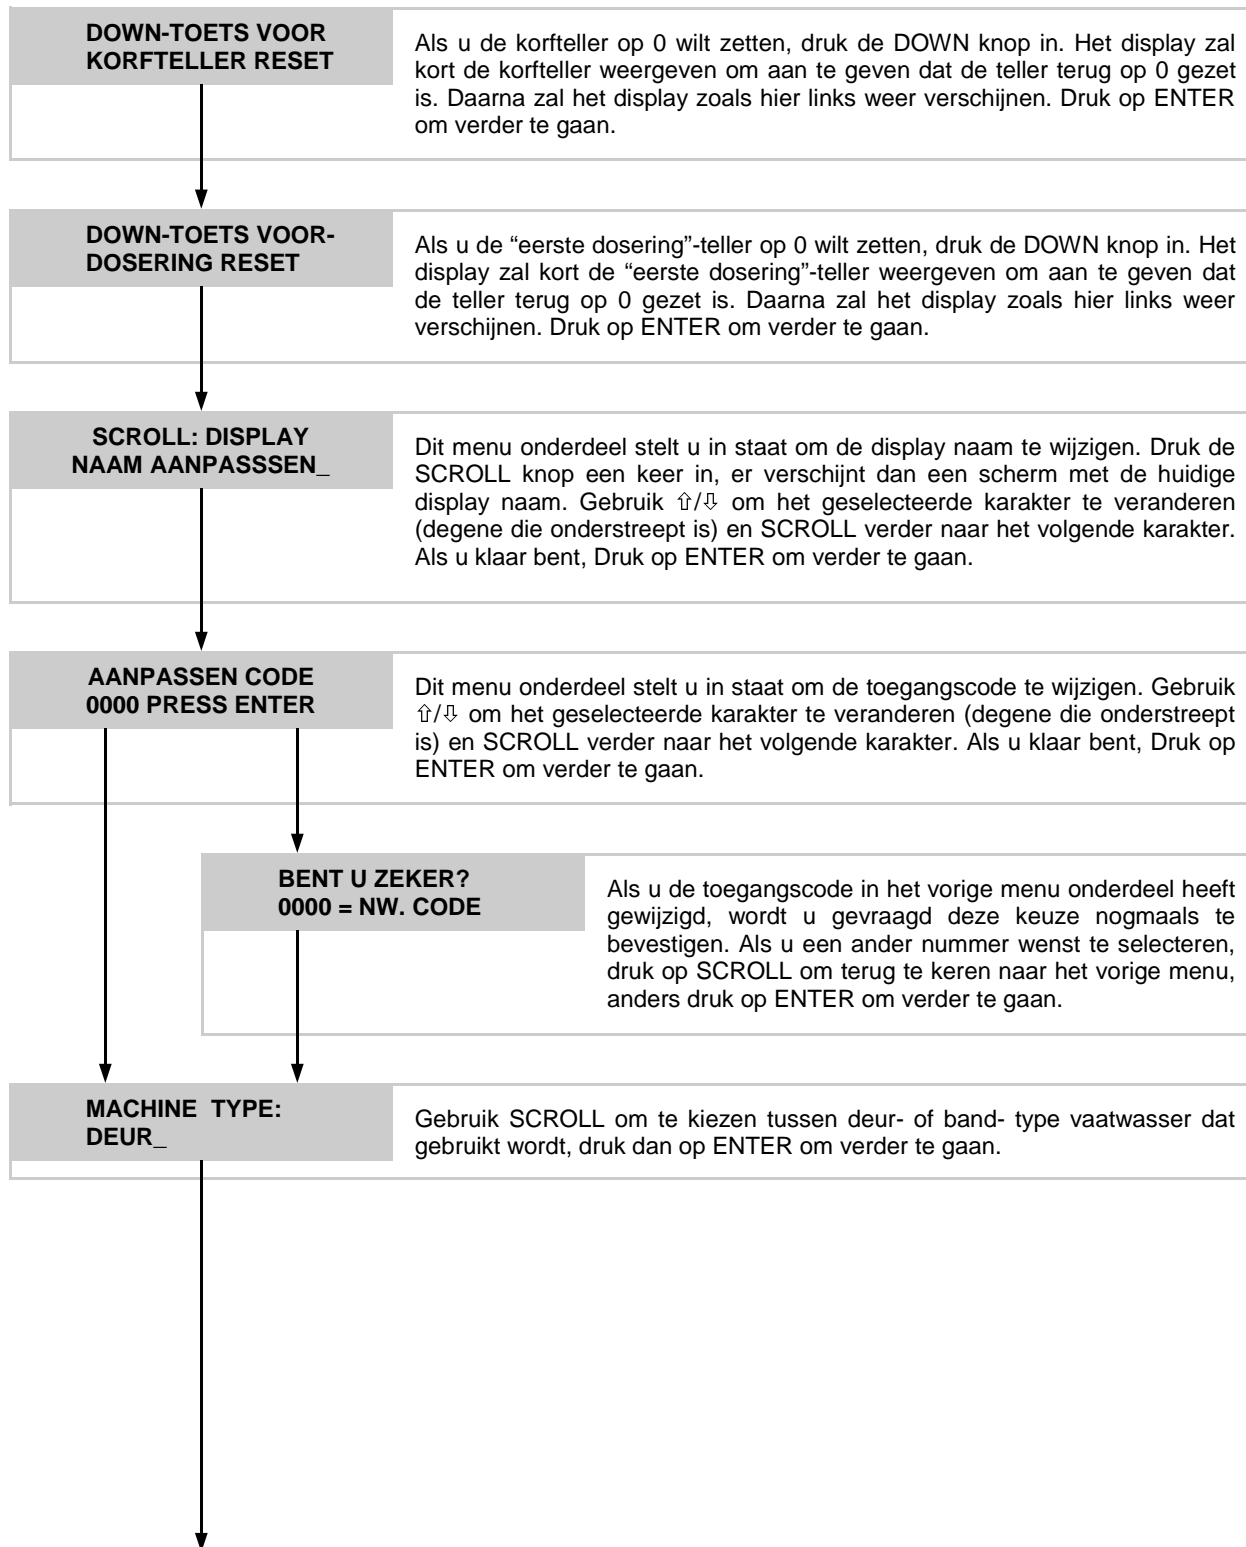 DOWN-TOETS VOOR
KORFTELLER RESET
Als u de korfteller op 0 wilt zetten, druk de DOWN knop in. Het display zal
kort de korfteller weergeven om aan te geven dat de teller terug op 0 gezet
is. Daarna zal het display zoals hier links weer verschijnen. Druk op ENTER
om verder te gaan.
DOWN-TOETS VOOR-
DOSERING RESET
Als u de “eerste dosering”-teller op 0 wilt zetten, druk de DOWN knop in. Het
display zal kort de “eerste dosering”-teller weergeven om aan te geven dat
de teller terug op 0 gezet is. Daarna zal het display zoals hier links weer
verschijnen. Druk op ENTER om verder te gaan.
SCROLL: DISPLAY
NAAM AANPASSSEN_
Dit menu onderdeel stelt u in staat om de display naam te wijzigen. Druk de
SCROLL knop een keer in, er verschijnt dan een scherm met de huidige
display naam. Gebruik ⇧/⇩ om het geselecteerde karakter te veranderen
(degene die onderstreept is) en SCROLL verder naar het volgende karakter.
Als u klaar bent, Druk op ENTER om verder te gaan.
AANPASSEN CODE
0000 PRESS ENTER
Dit menu onderdeel stelt u in staat om de toegangscode te wijzigen. Gebruik
⇧/⇩ om het geselecteerde karakter te veranderen (degene die onderstreept
is) en SCROLL verder naar het volgende karakter. Als u klaar bent, Druk op
ENTER om verder te gaan.
BENT U ZEKER?
0000 = NW. CODE
Als u de toegangscode in het vorige menu onderdeel heeft
gewijzigd, wordt u gevraagd deze keuze nogmaals te
bevestigen. Als u een ander nummer wenst te selecteren,
druk op SCROLL om terug te keren naar het vorige menu,
anders druk op ENTER om verder te gaan.
MACHINE  TYPE:
DEUR_
Gebruik SCROLL om te kiezen tussen deur- of band- type vaatwasser dat
gebruikt wordt, druk dan op ENTER om verder te gaan.